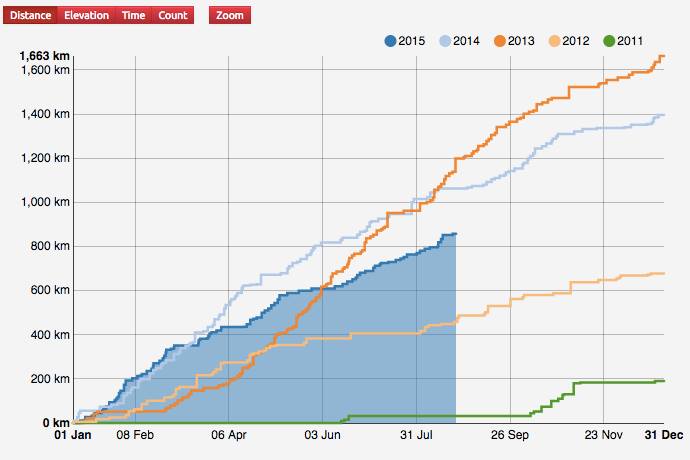 Distance Elevation Time Count Zoom
2015 2014 2013 2012 2011
1,663 km
1,600 km
1,400 km
1,200 km
1,000 km
800 km
600 km
400 km
200 km
0 km
01 Jan 08 Feb 06 Apr 03 Jun 31 Jul 26 Sep 23 Nov 31 Dec